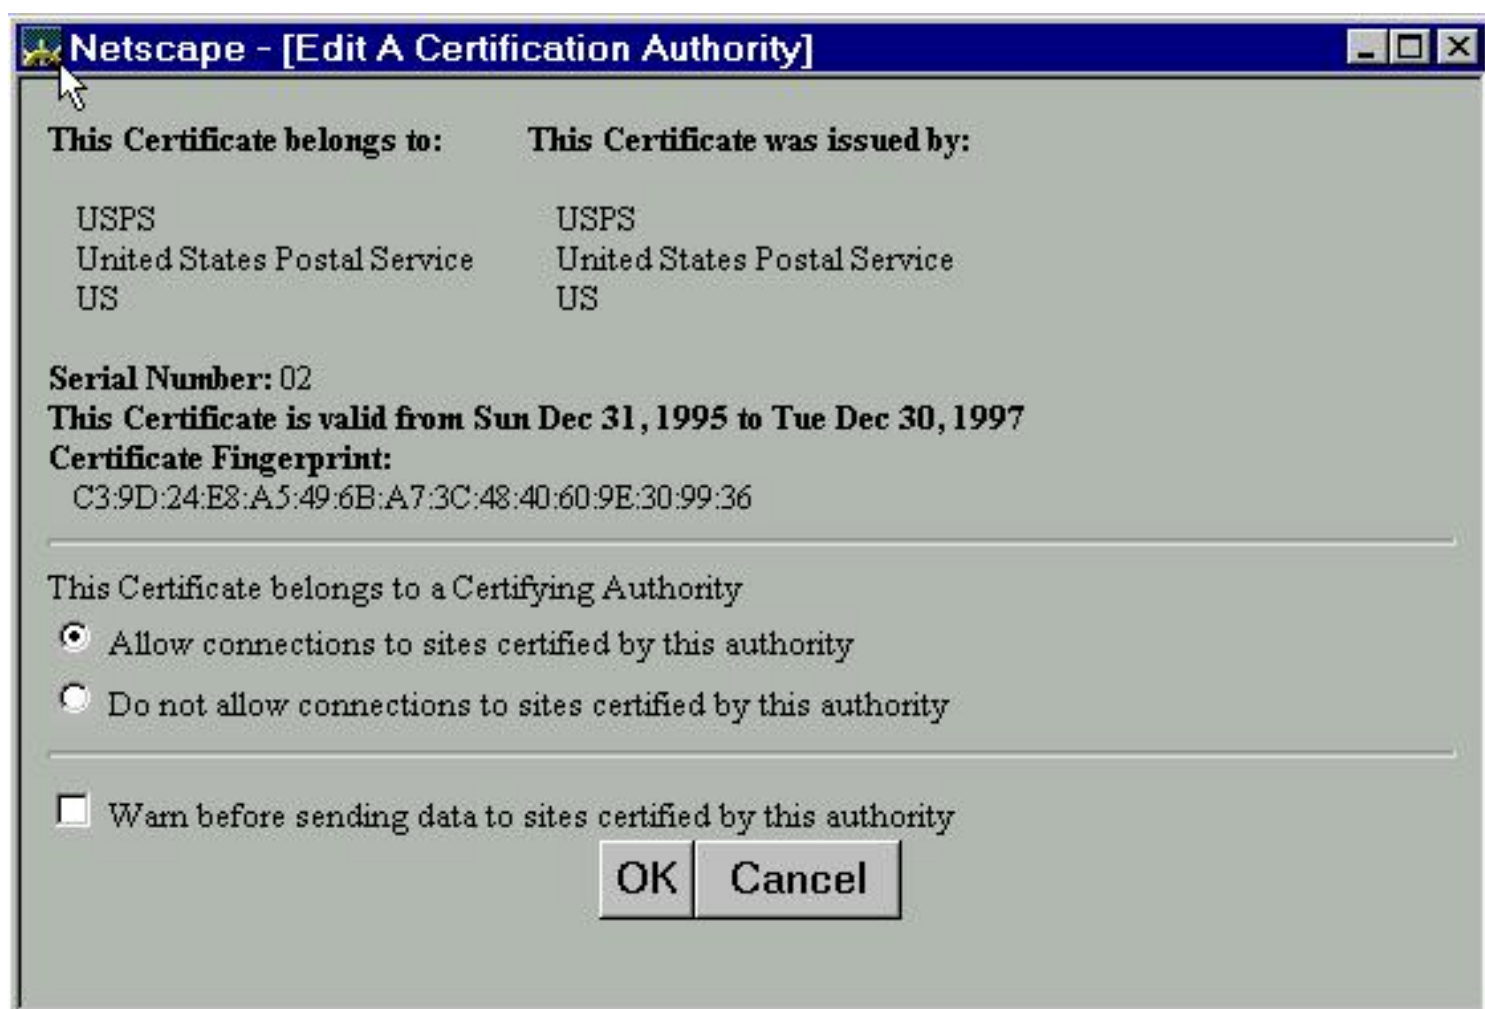 Netscape - [Edit A Certification Authority]
This Certificate belongs to: This Certificate was issued by:
USPS USPS
United States Postal Service United States Postal Service
US US
Serial Number: 02
This Certificate is valid from Sun Dec 31, 1995 to Tue Dec 30, 1997
Certificate Fingerprint:
C3:9D:24:E8:A5:49:6B:A7:3C:48:40:60:9E:30:99:36
This Certificate belongs to a Certifying Authority
Allow connections to sites certified by this authority
Do not allow connections to sites certified by this authority
Warn before sending data to sites certified by this authority
OK Cancel